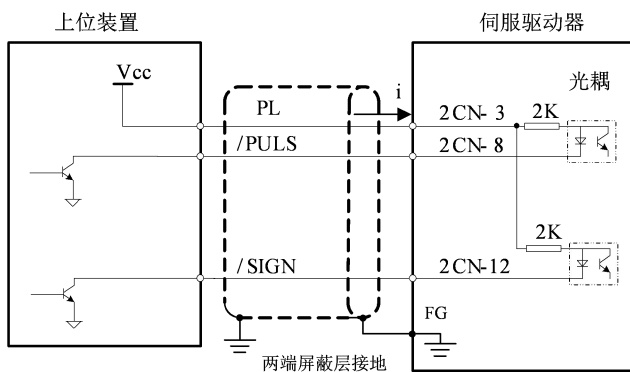 上位装置
伺服驱动器
Vcc
光耦
PL
i
2CN-3
2K
/PULS
2CN-8
2K
/SIGN
2CN-12
FG
两端屏蔽层接地